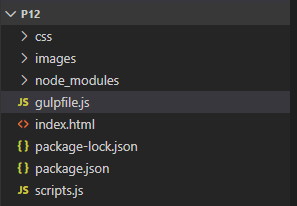 P12
css
images
node_modules
JS gulpfile.js
<> index.html
{} package-lock.json
{} package.json
JS scripts.js